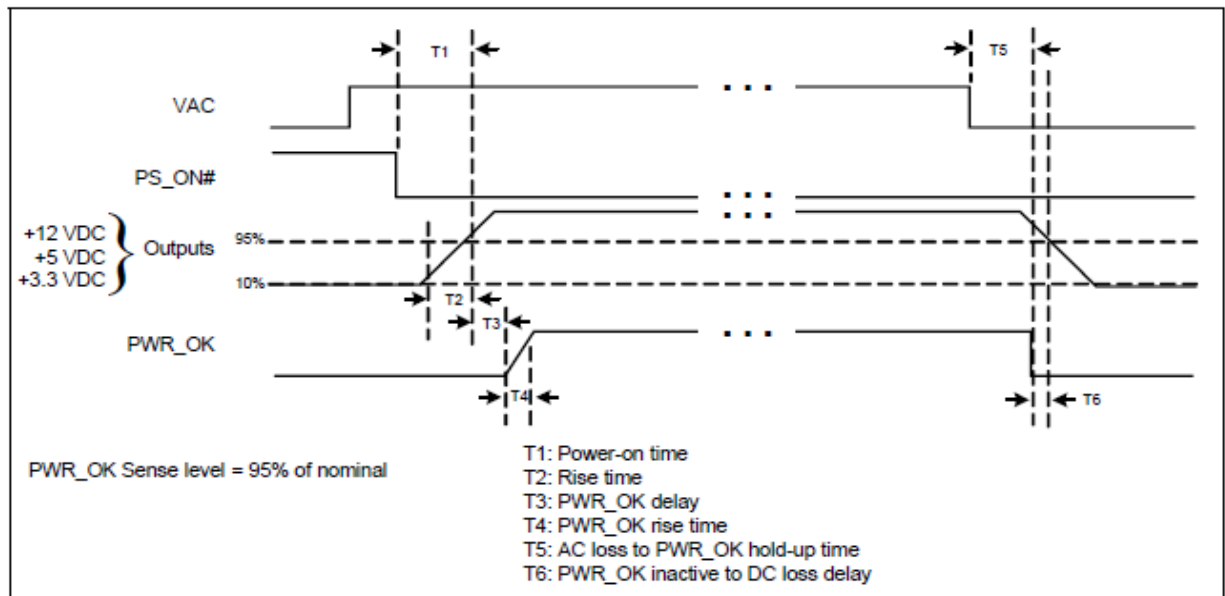 T1
T5
VAC
. . .
PS_ON#
. . .
+12 VDC
+5 VDC
+3.3 VDC
} Outputs
95%
. . .
10%
T2
T3
PWR_OK
. . .
T4
T6
PWR_OK Sense level = 95% of nominal
T1: Power-on time
T2: Rise time
T3: PWR_OK delay
T4: PWR_OK rise time
T5: AC loss to PWR_OK hold-up time
T6: PWR_OK inactive to DC loss delay